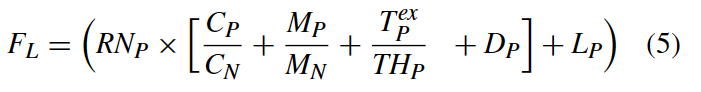 F_L = (RN_P × [C_P/C_N + M_P/M_N + T_P^{ex}/TH_P + D_P] + L_P) (5)